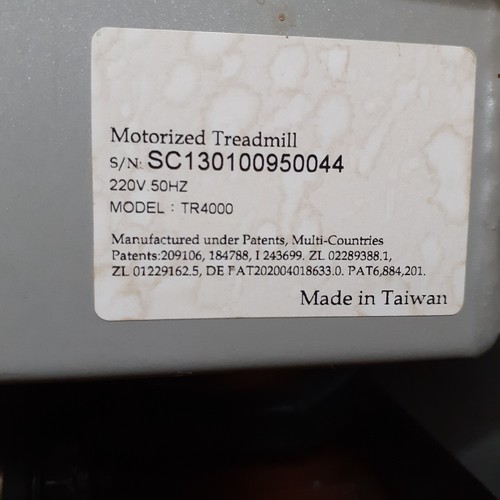 Motorized Treadmill
S/N: SC130100950044
220V.50HZ
MODEL : TR4000
Manufactured under Patents, Multi-Countries
Patents:209106, 184788, I 243699. ZL 02289388.1,
ZL 01229162.5, DE PAT202004018633.0. PAT6,884,201.
Made in Taiwan